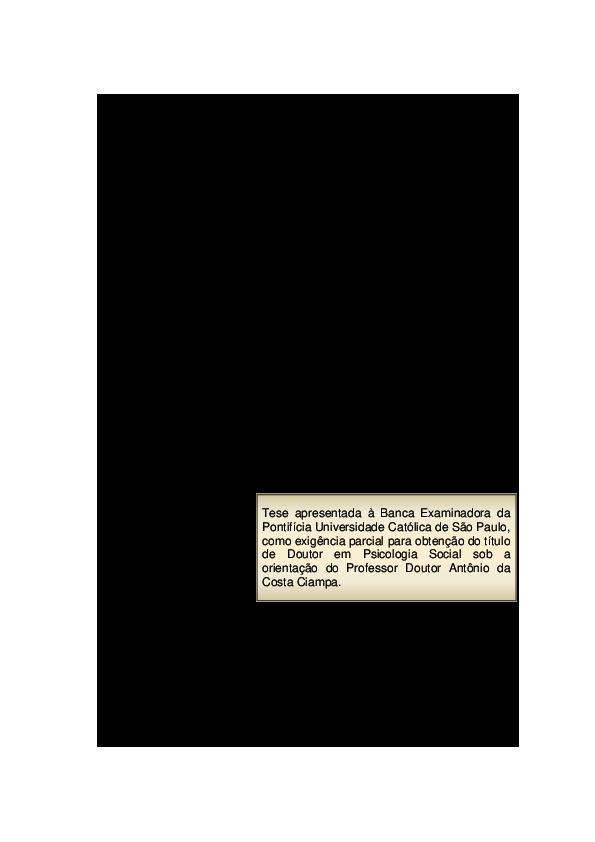 Tese apresentada à Banca Examinadora da
Pontifícia Universidade Católica de São Paulo,
como exigência parcial para obtenção do título
de Doutor em Psicologia Social sob a
orientação do Professor Doutor Antônio da
Costa Ciampa.